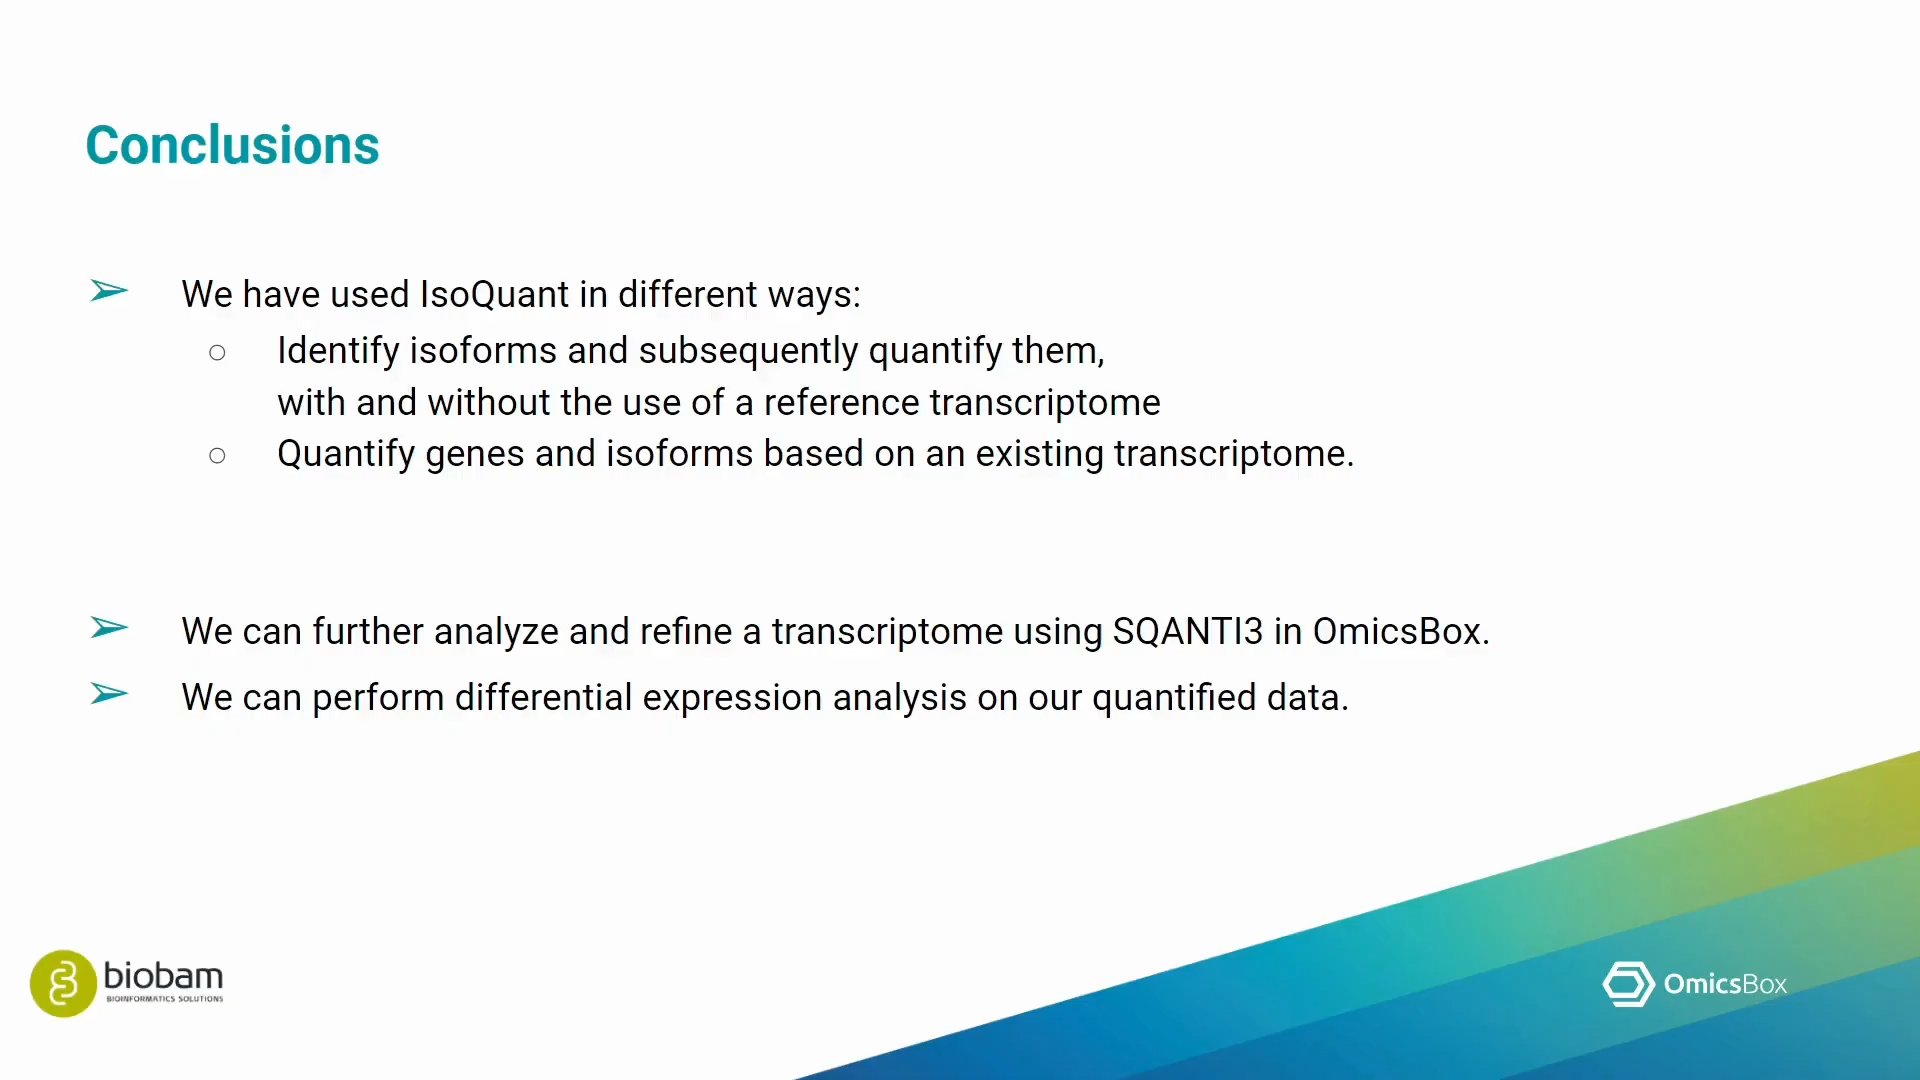 Conclusions
➢ We have used IsoQuant in different ways:
○ Identify isoforms and subsequently quantify them,
with and without the use of a reference transcriptome
○ Quantify genes and isoforms based on an existing transcriptome.
➢ We can further analyze and refine a transcriptome using SQANTI3 in OmicsBox.
➢ We can perform differential expression analysis on our quantified data.
biobam
BIOINFORMATICS SOLUTIONS
OmicsBox